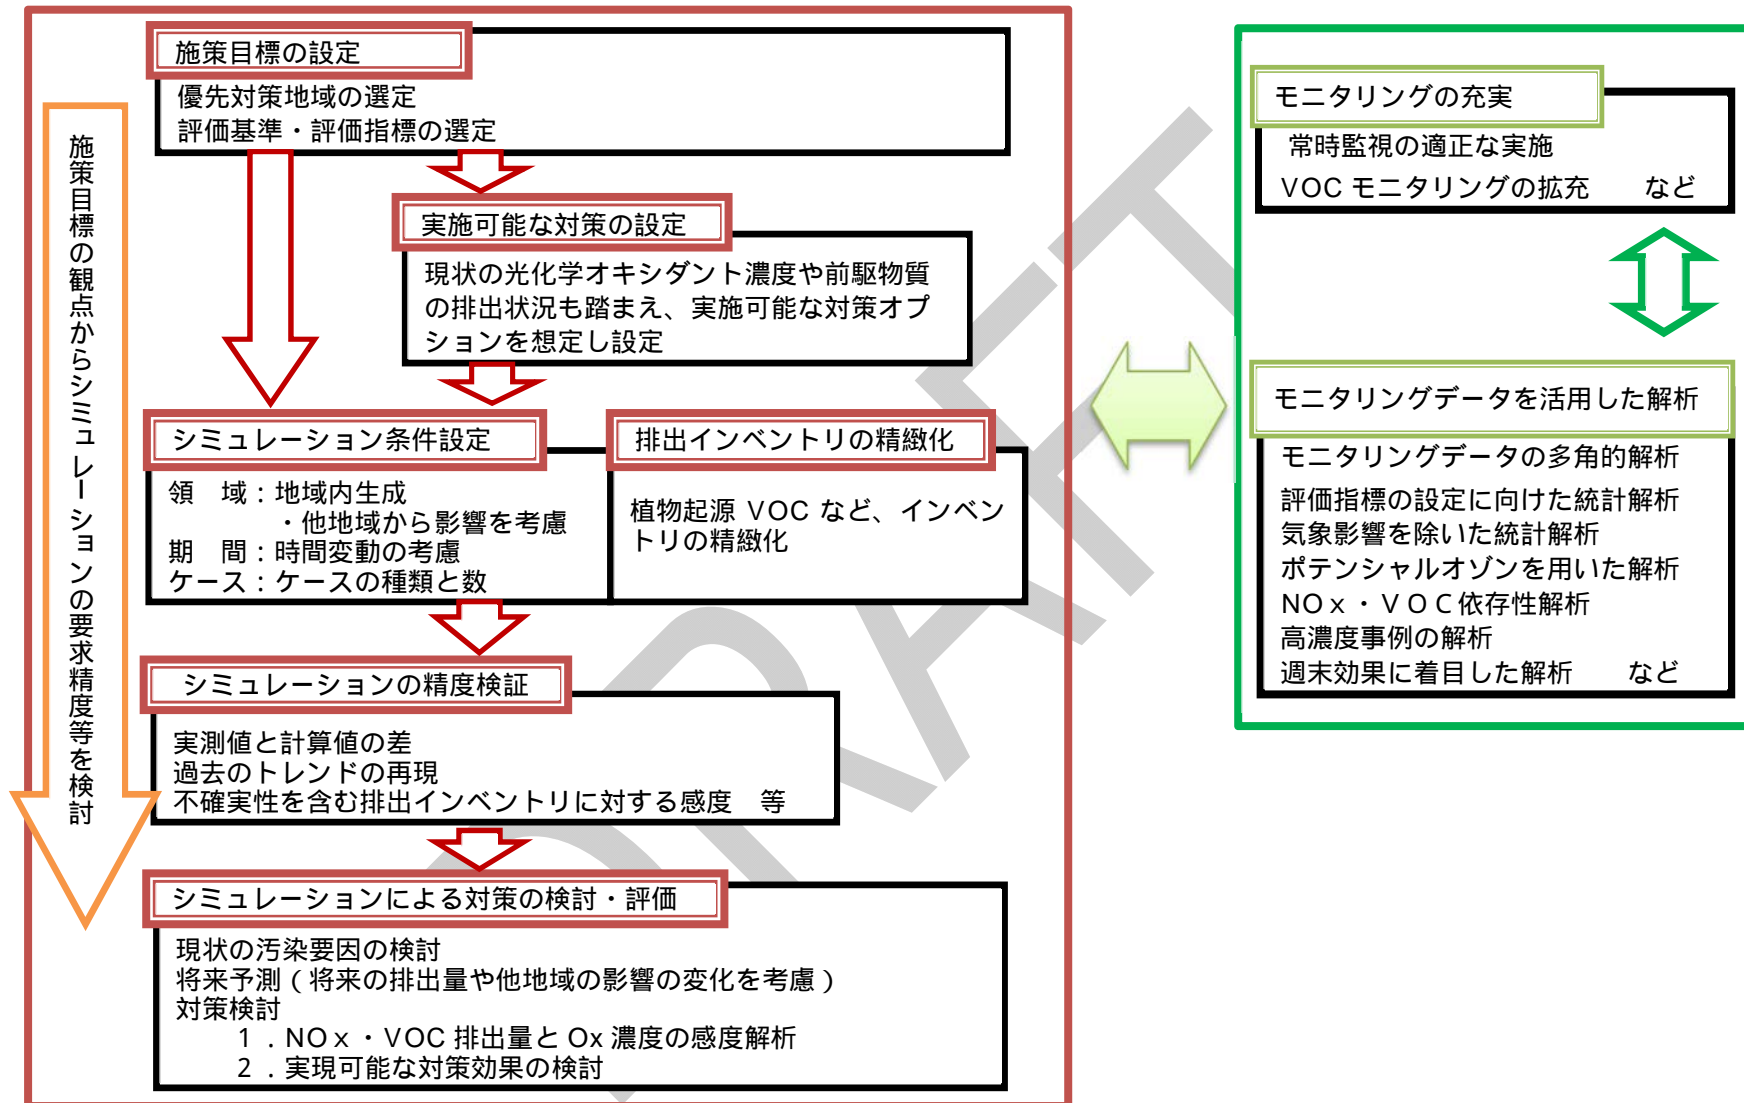 施策目標の設定
優先対策地域の選定
評価基準・評価指標の選定
施策目標の観点からシミュレーションの要求精度等を検討
実施可能な対策の設定
現状の光化学オキシダント濃度や前駆物質
の排出状況も踏まえ、実施可能な対策オプ
ションを想定し設定
シミュレーション条件設定
領　域：地域内生成
・他地域から影響を考慮
期　間：時間変動の考慮
ケース：ケースの種類と数
排出インベントリの精緻化
植物起源 VOC など、インベン
トリの精緻化
シミュレーションの精度検証
実測値と計算値の差
過去のトレンドの再現
不確実性を含む排出インベントリに対する感度　等
シミュレーションによる対策の検討・評価
現状の汚染要因の検討
将来予測（将来の排出量や他地域の影響の変化を考慮）
対策検討
１．NOｘ・VOC 排出量と Ox 濃度の感度解析
２．実現可能な対策効果の検討
モニタリングの充実
常時監視の適正な実施
VOC モニタリングの拡充　　など
モニタリングデータを活用した解析
モニタリングデータの多角的解析
評価指標の設定に向けた統計解析
気象影響を除いた統計解析
ポテンシャルオゾンを用いた解析
NOｘ・ＶＯＣ依存性解析
高濃度事例の解析
週末効果に着目した解析　　など
DRAFT